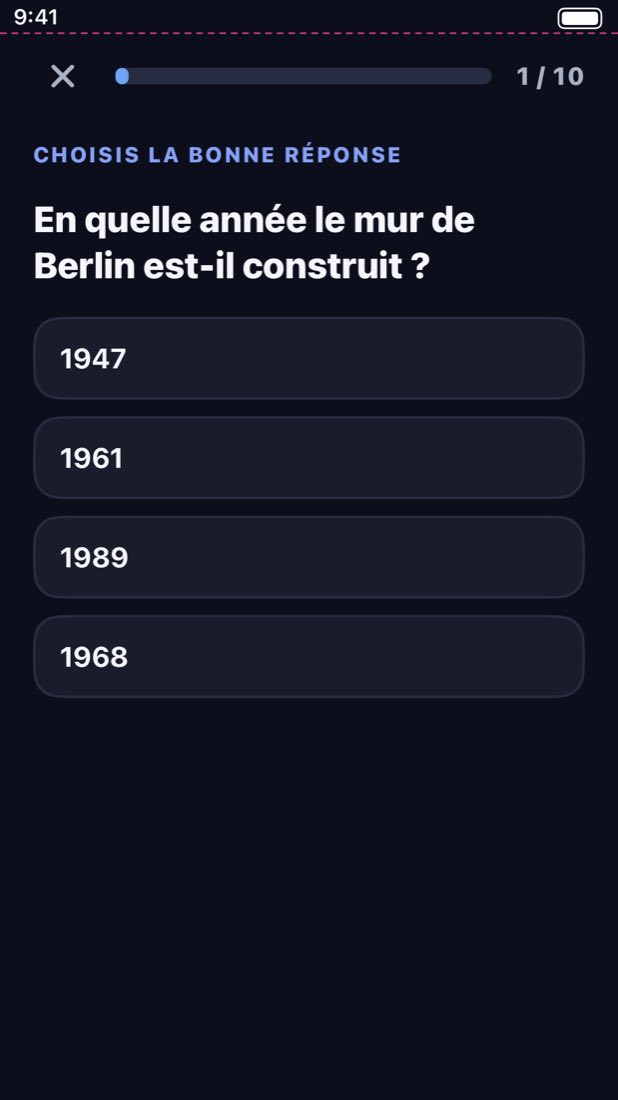 9:41
1 / 10
CHOISIS LA BONNE RÉPONSE
En quelle année le mur de
Berlin est-il construit ?
1947
1961
1989
1968